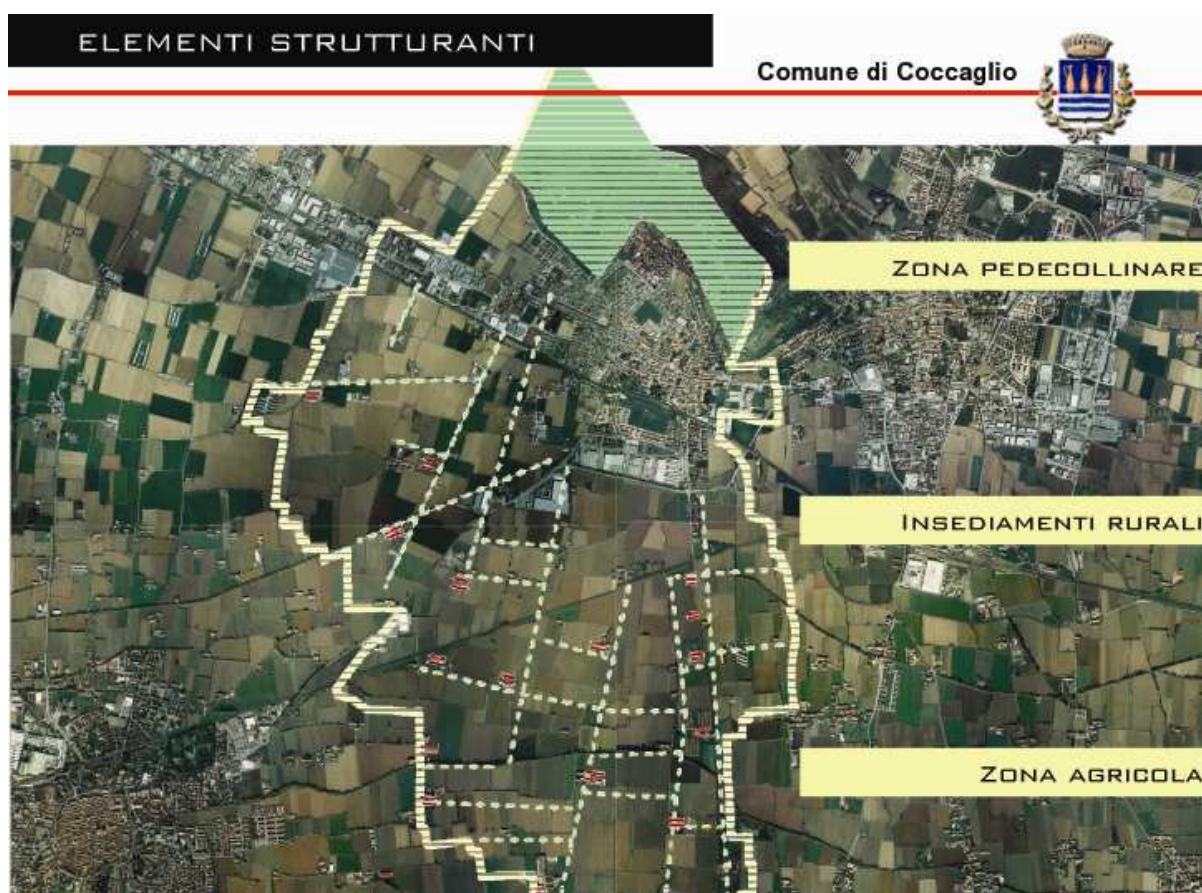 ELEMENTI STRUTTURANTI
Comune di Coccaglio
ZONA PEDECOLLINARE
INSEDIAMENTI RURALI
ZONA AGRICOLA